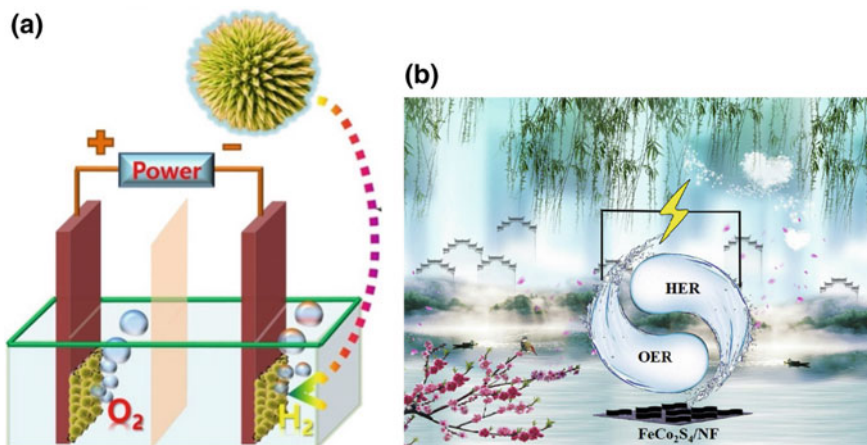 (a)
+
−
Power
O₂
H₂
(b)
HER
OER
FeCo₂S₄/NF